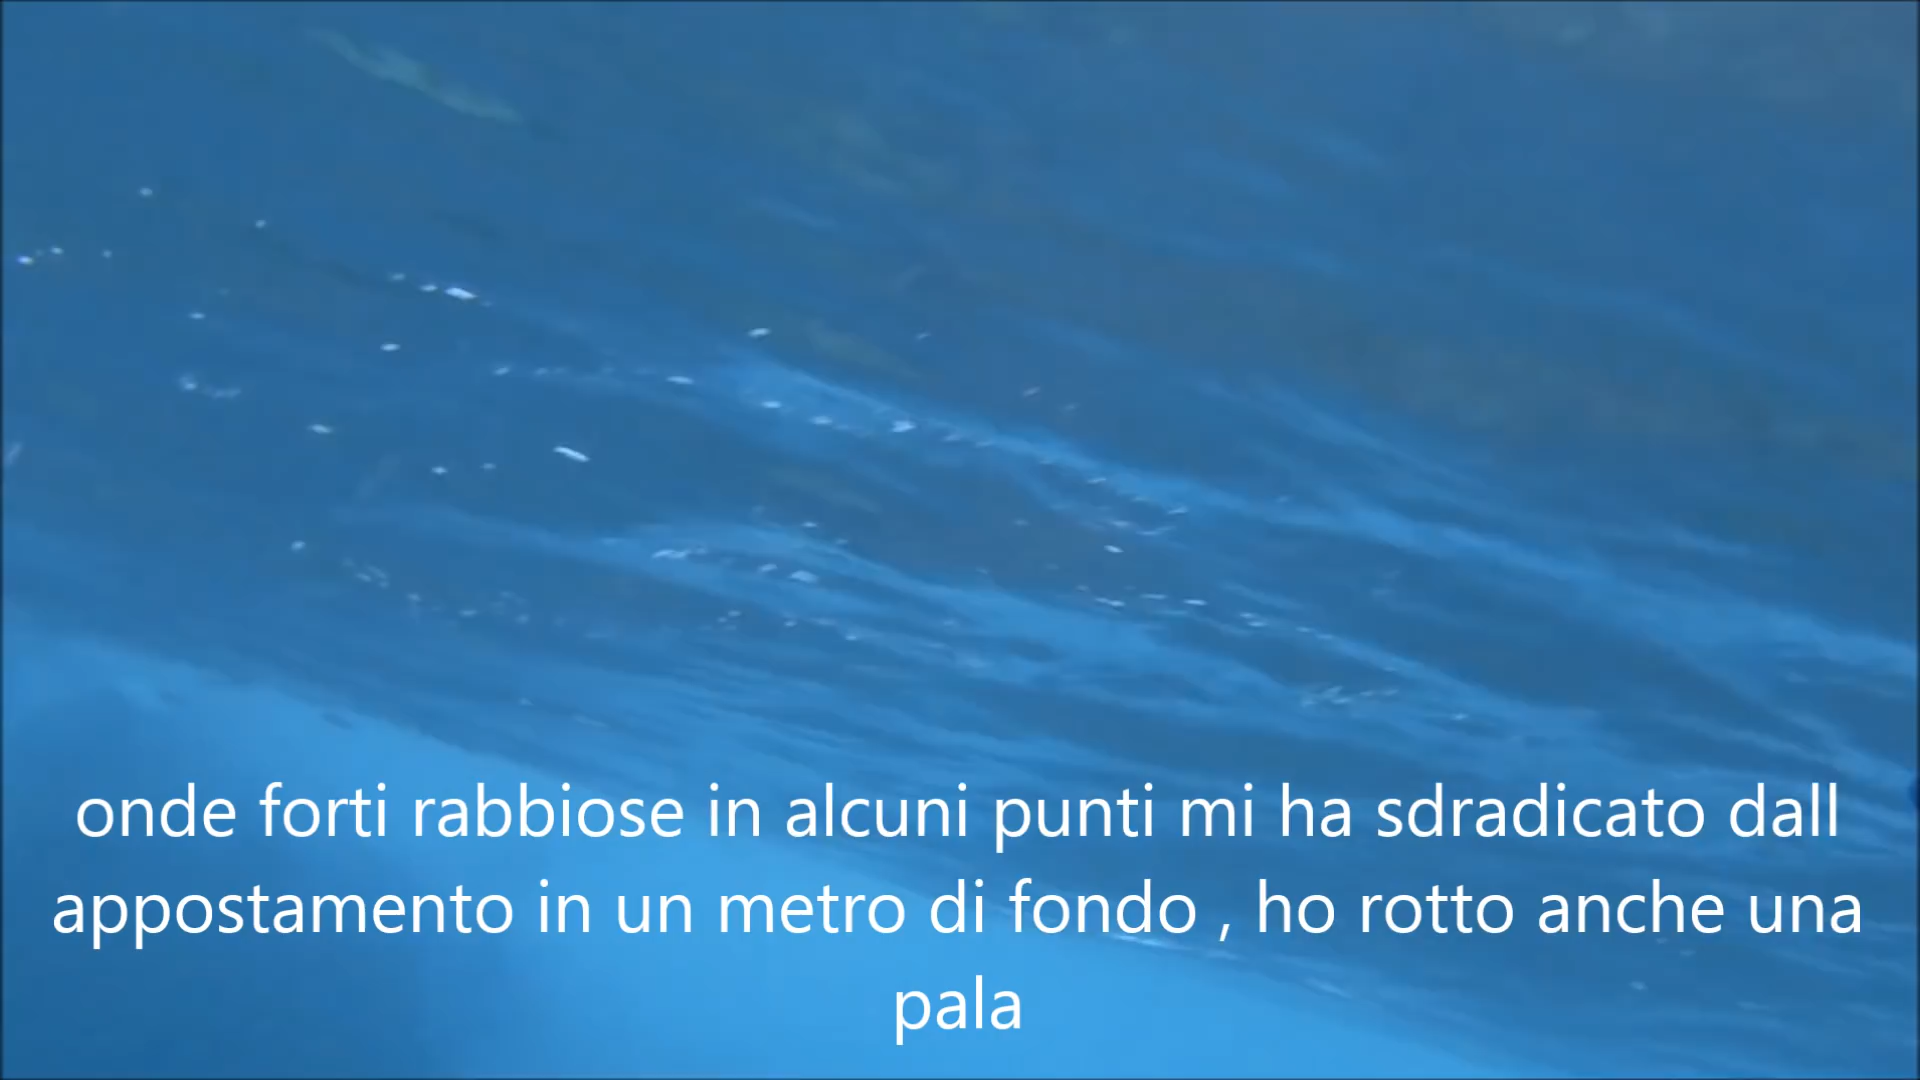 onde forti rabbiose in alcuni punti mi ha sdradicato dall
appostamento in un metro di fondo , ho rotto anche una
pala